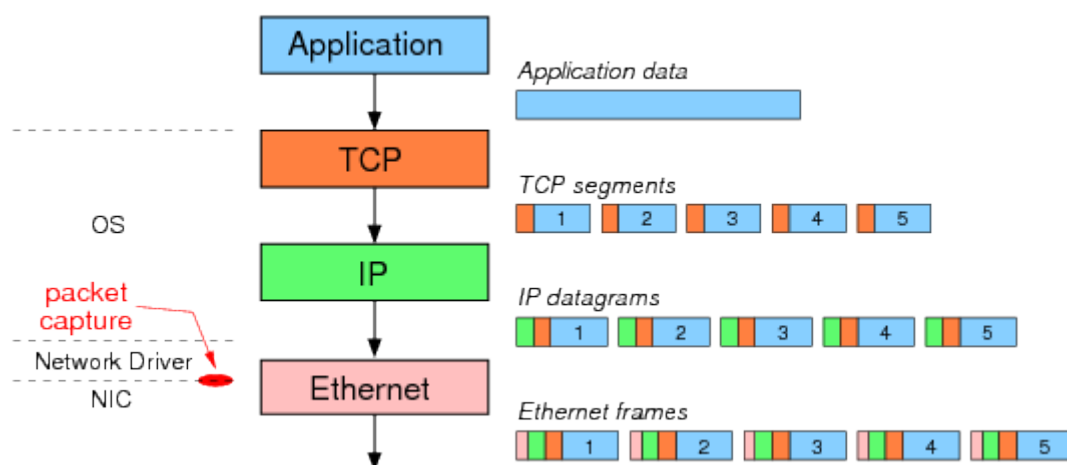 Application
Application data
TCP
TCP segments
1 2 3 4 5
OS
IP
IP datagrams
1 2 3 4 5
packet
capture
Network Driver
NIC
Ethernet
Ethernet frames
1 2 3 4 5